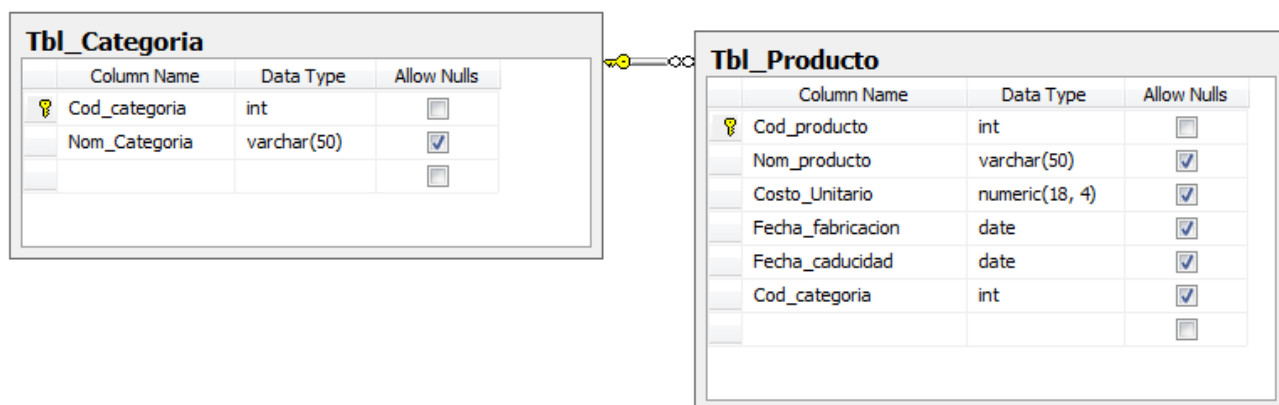 Tbl_Categoria
Column Name Data Type Allow Nulls
Cod_categoria int
Nom_Categoria varchar(50)
Tbl_Producto
Column Name Data Type Allow Nulls
Cod_producto int
Nom_producto varchar(50)
Costo_Unitario numeric(18, 4)
Fecha_fabricacion date
Fecha_caducidad date
Cod_categoria int